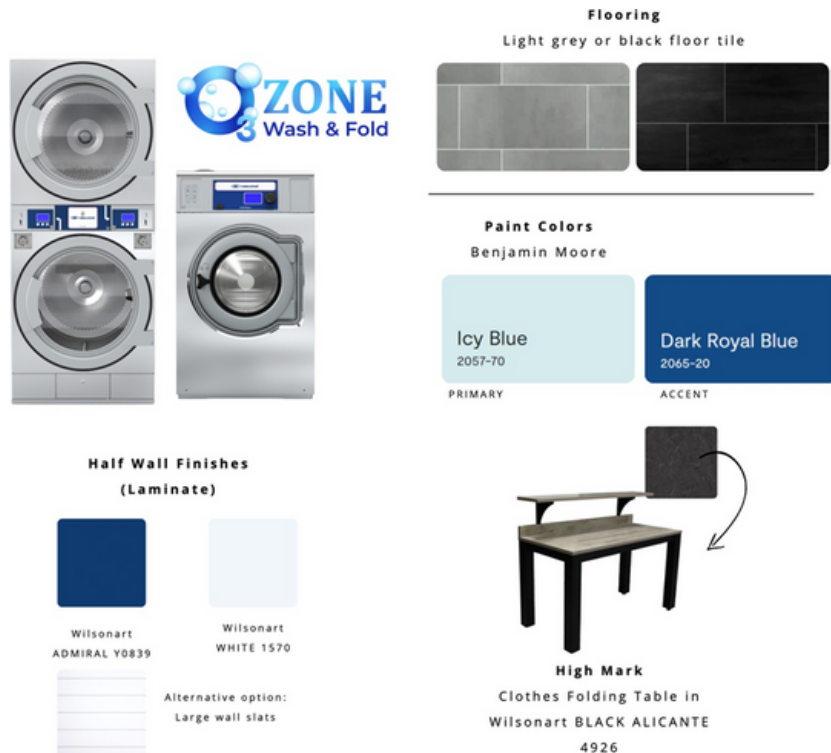 O3 ZONE
Wash & Fold
Flooring
Light grey or black floor tile
Paint Colors
Benjamin Moore
Icy Blue
2057-70
Dark Royal Blue
2065-20
PRIMARY
ACCENT
Half Wall Finishes
(Laminate)
Wilsonart
ADMIRAL Y0839
Wilsonart
WHITE 1570
Alternative option:
Large wall slats
High Mark
Clothes Folding Table in
Wilsonart BLACK ALICANTE
4926